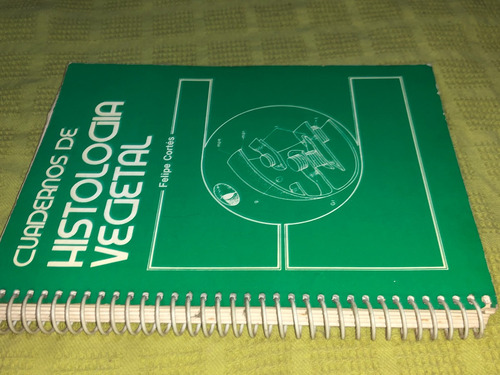 CUADERNOS DE
HISTOLOGIA
VEGETAL
Felipe Cortés